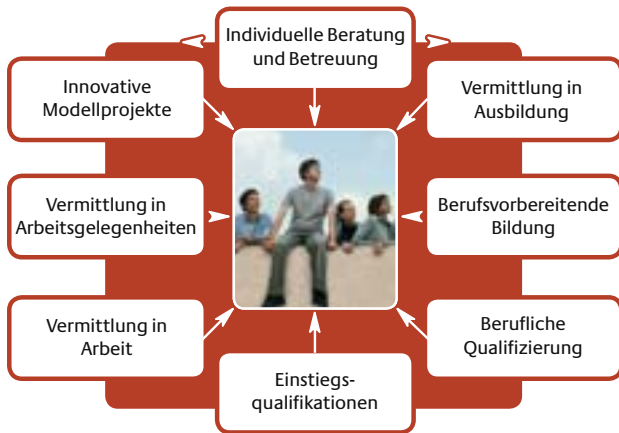 Individuelle Beratung
und Betreuung
Innovative
Modellprojekte
Vermittlung in
Ausbildung
Vermittlung in
Arbeitsgelegenheiten
Berufsvorbereitende
Bildung
Vermittlung in
Arbeit
Berufliche
Qualifizierung
Einstiegs-
qualifikationen